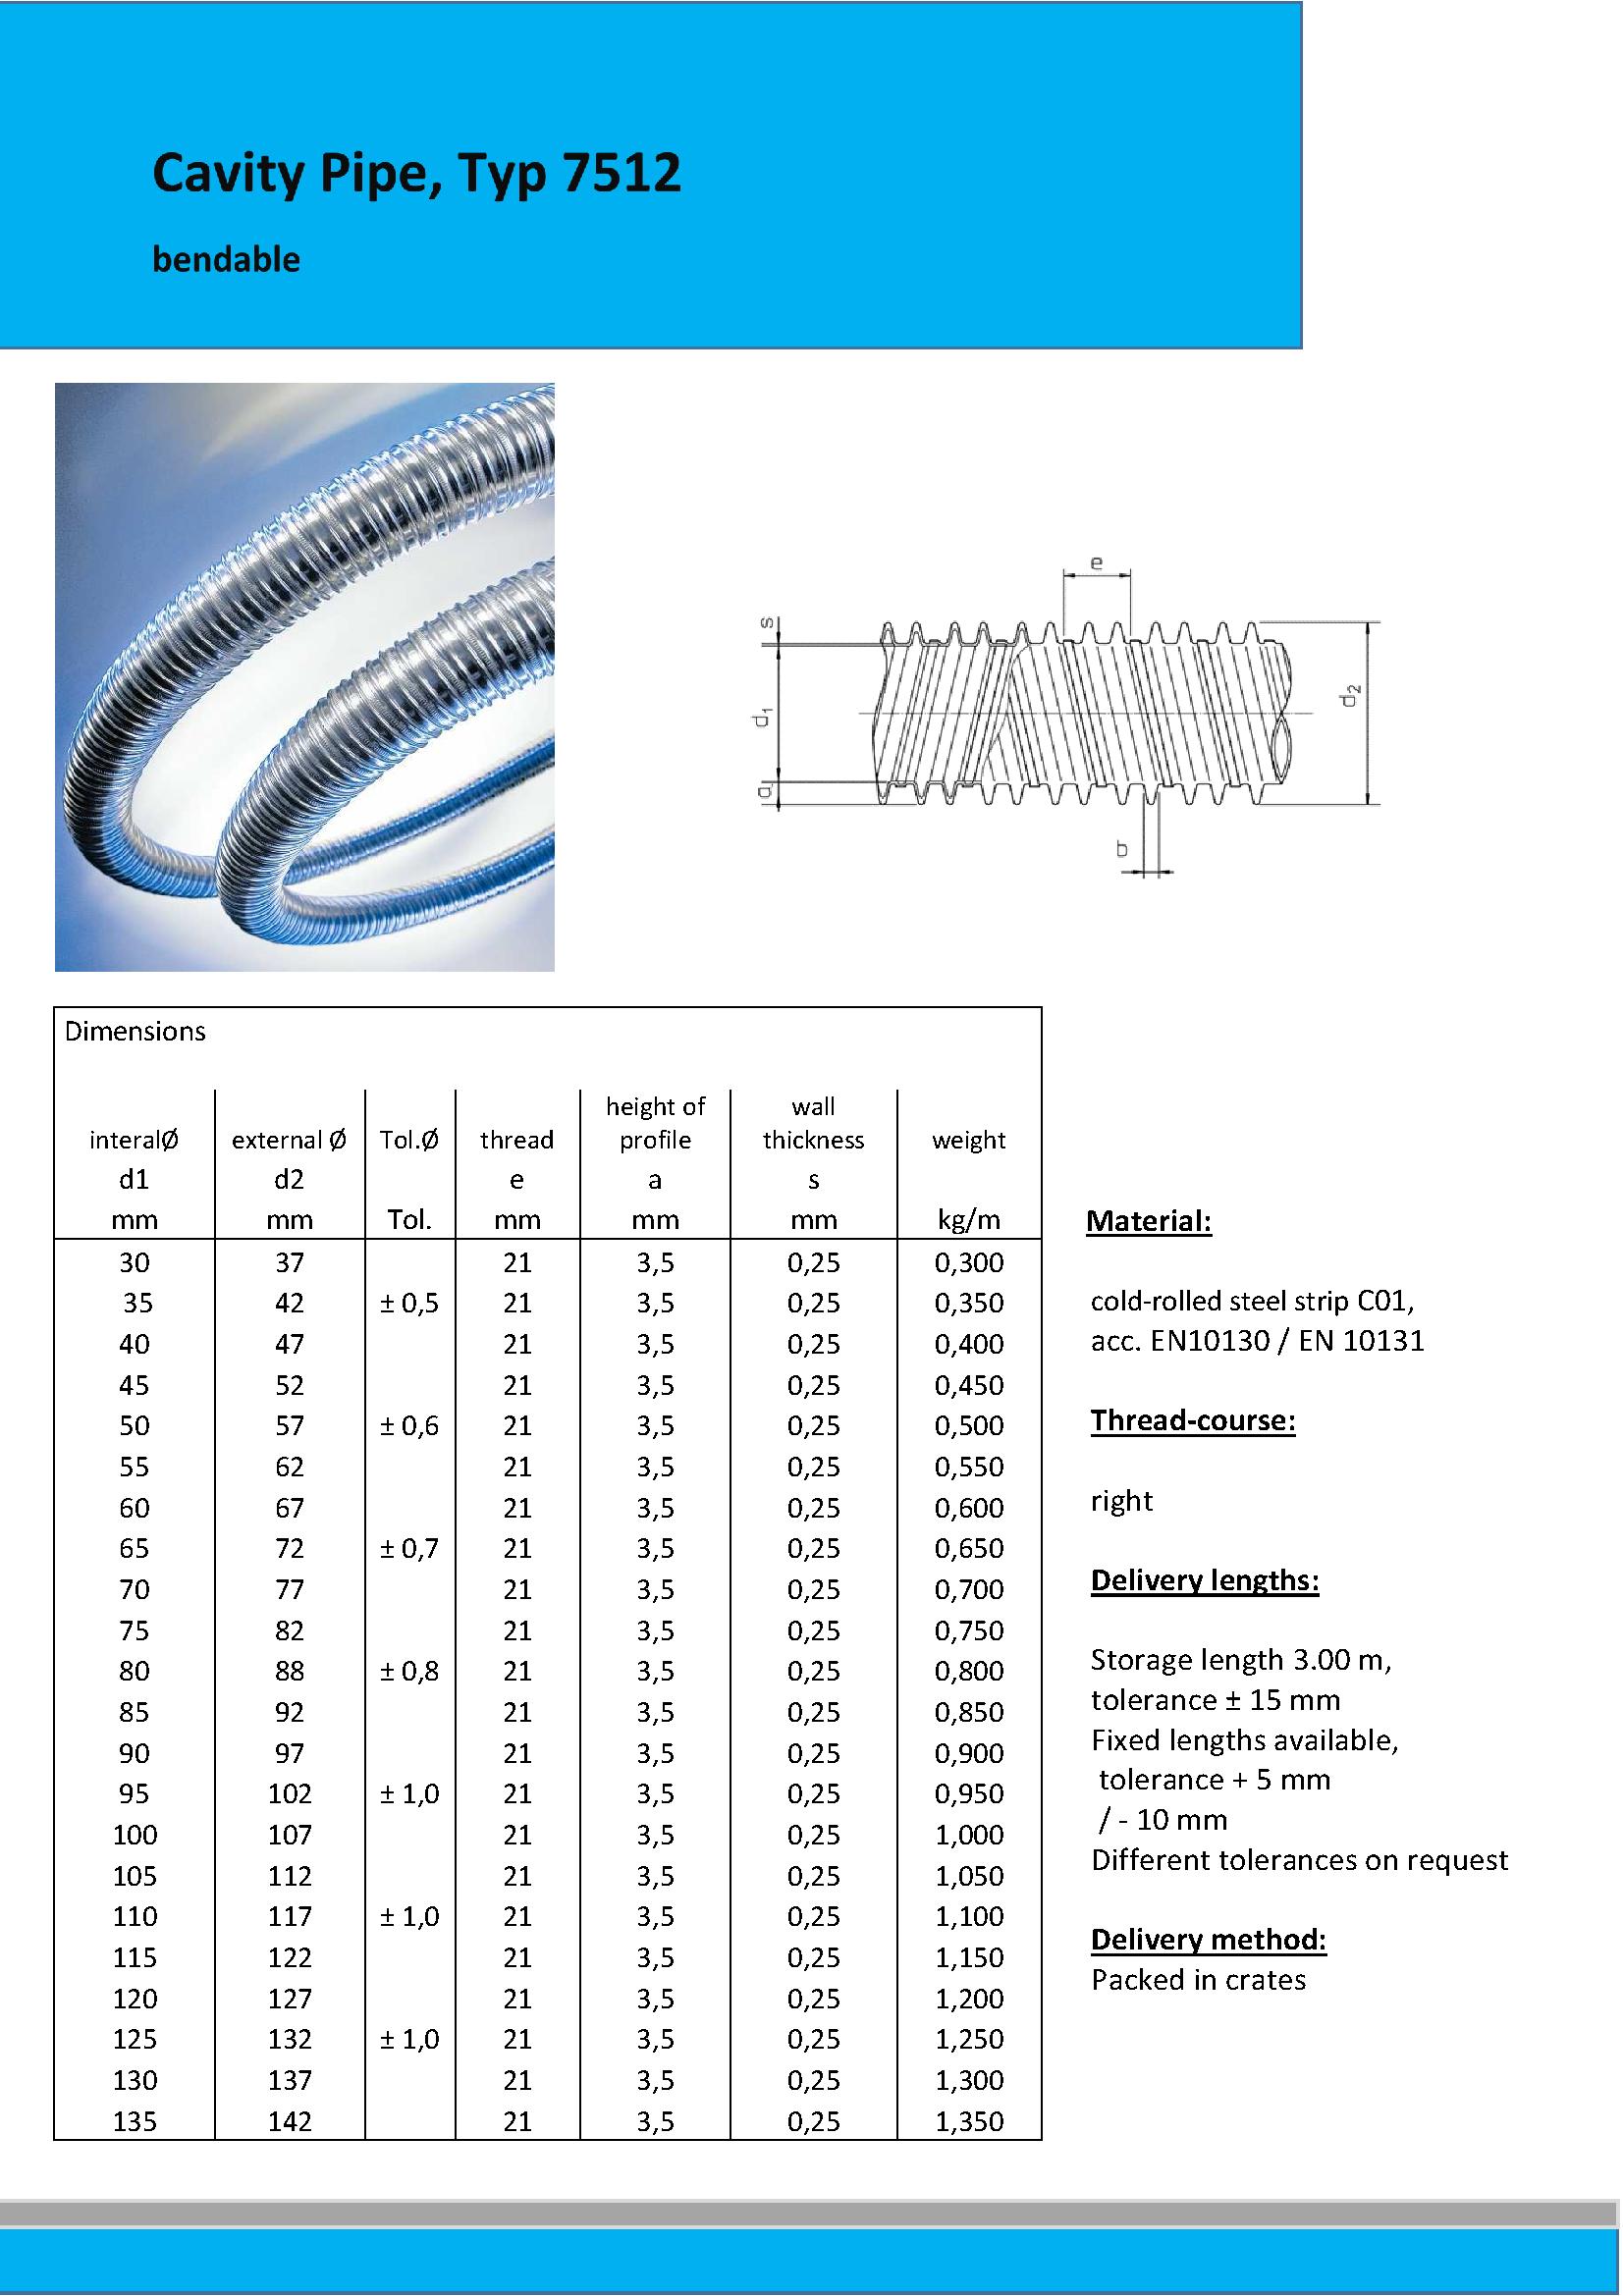 Cavity Pipe, Typ 7512
bendable
e
s
d1
a
d2
b
Dimensions
height of wall
interalØ external Ø Tol.Ø thread profile thickness weight
d1 d2 e a s
mm mm Tol. mm mm mm kg/m
30 37 21 3,5 0,25 0,300
35 42 ± 0,5 21 3,5 0,25 0,350
40 47 21 3,5 0,25 0,400
45 52 21 3,5 0,25 0,450
50 57 ± 0,6 21 3,5 0,25 0,500
55 62 21 3,5 0,25 0,550
60 67 21 3,5 0,25 0,600
65 72 ± 0,7 21 3,5 0,25 0,650
70 77 21 3,5 0,25 0,700
75 82 21 3,5 0,25 0,750
80 88 ± 0,8 21 3,5 0,25 0,800
85 92 21 3,5 0,25 0,850
90 97 21 3,5 0,25 0,900
95 102 ± 1,0 21 3,5 0,25 0,950
100 107 21 3,5 0,25 1,000
105 112 21 3,5 0,25 1,050
110 117 ± 1,0 21 3,5 0,25 1,100
115 122 21 3,5 0,25 1,150
120 127 21 3,5 0,25 1,200
125 132 ± 1,0 21 3,5 0,25 1,250
130 137 21 3,5 0,25 1,300
135 142 21 3,5 0,25 1,350
Material:
cold-rolled steel strip C01,
acc. EN10130 / EN 10131
Thread-course:
right
Delivery lengths:
Storage length 3.00 m,
tolerance ± 15 mm
Fixed lengths available,
tolerance + 5 mm
/ - 10 mm
Different tolerances on request
Delivery method:
Packed in crates